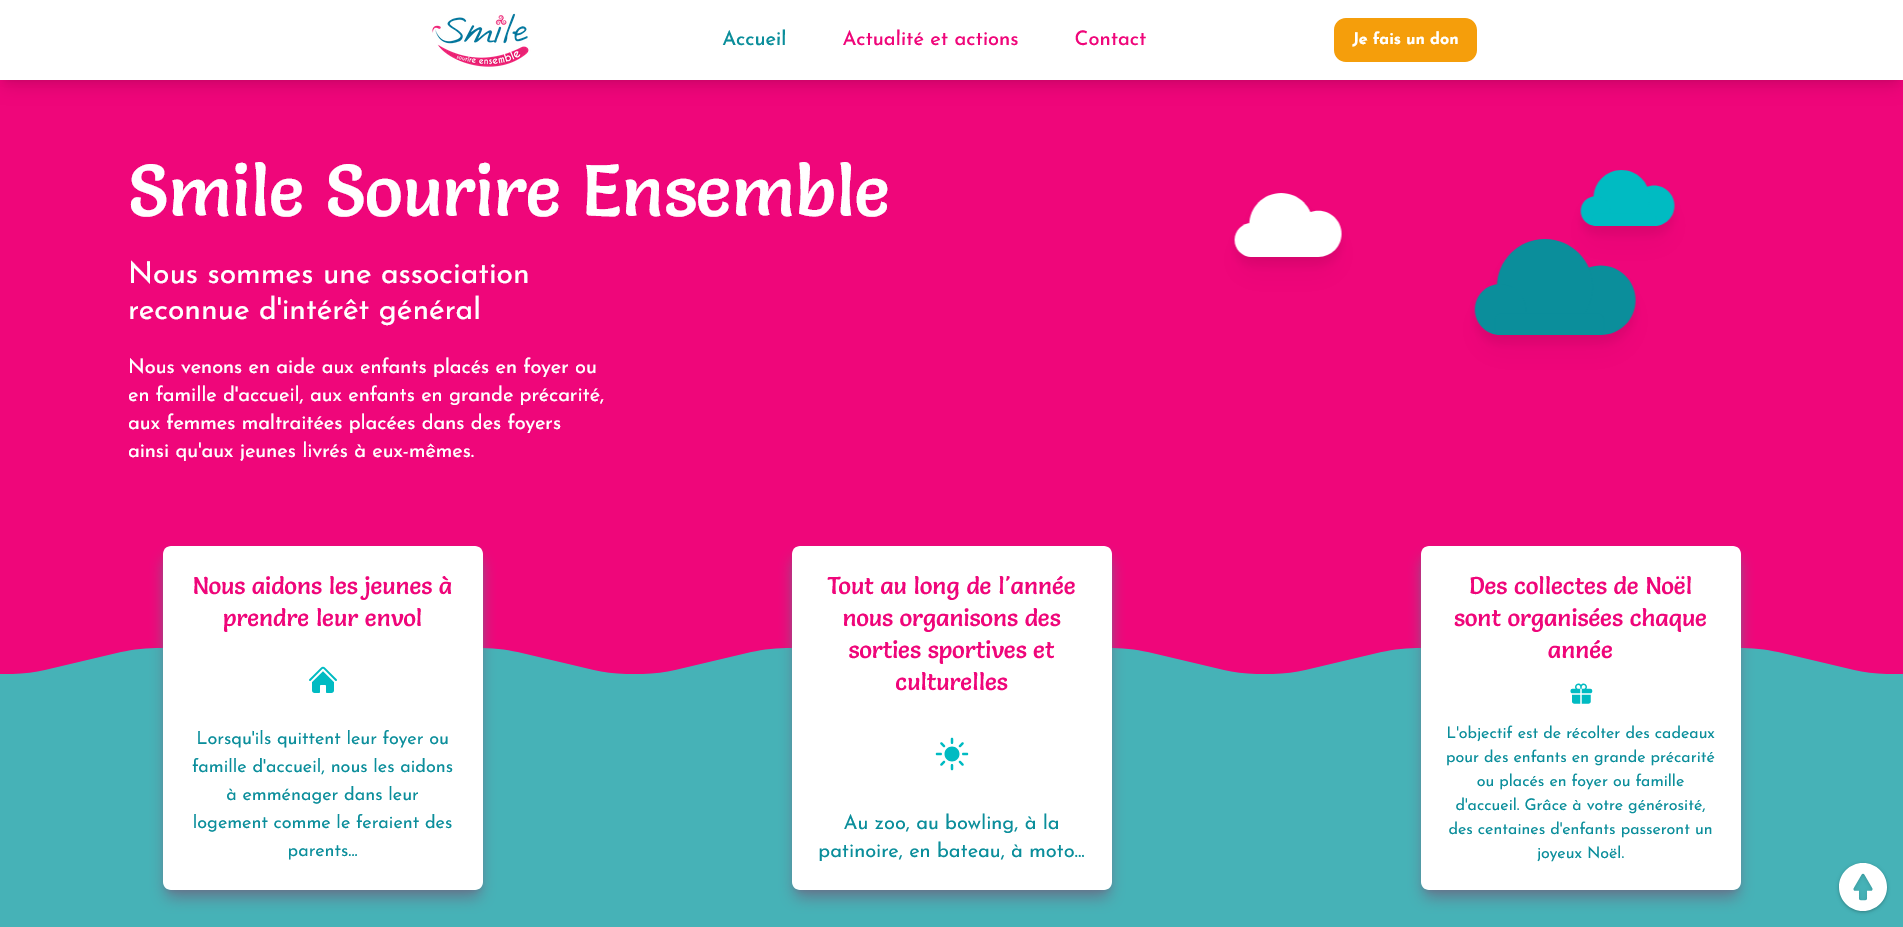 Smile
sourire ensemble
Accueil
Actualité et actions
Contact
Je fais un don
Smile Sourire Ensemble
Nous sommes une association
reconnue d'intérêt général
Nous venons en aide aux enfants placés en foyer ou
en famille d'accueil, aux enfants en grande précarité,
aux femmes maltraitées placées dans des foyers
ainsi qu'aux jeunes livrés à eux-mêmes.
Nous aidons les jeunes à
prendre leur envol
Lorsqu'ils quittent leur foyer ou
famille d'accueil, nous les aidons
à emménager dans leur
logement comme le feraient des
parents...
Tout au long de l'année
nous organisons des
sorties sportives et
culturelles
Au zoo, au bowling, à la
patinoire, en bateau, à moto...
Des collectes de Noël
sont organisées chaque
année
L'objectif est de récolter des cadeaux
pour des enfants en grande précarité
ou placés en foyer ou famille
d'accueil. Grâce à votre générosité,
des centaines d'enfants passeront un
joyeux Noël.